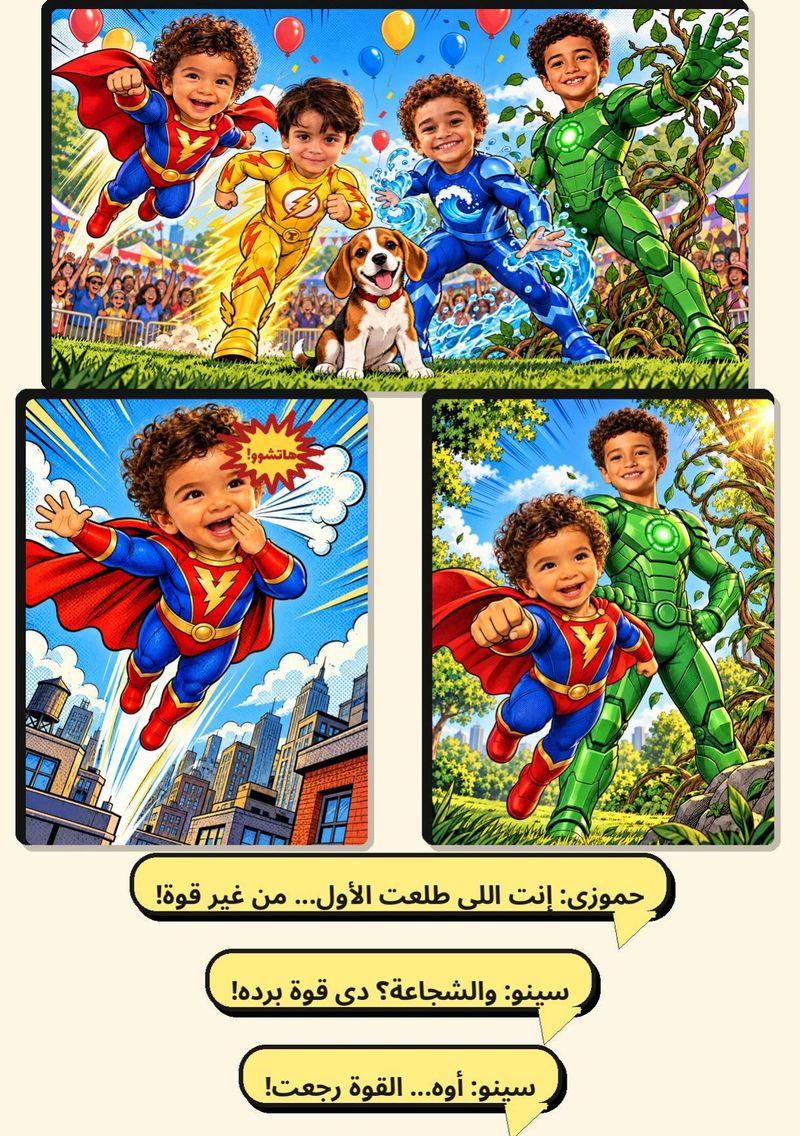 هاتشوو!
حموزى: إنت اللى طلعت الأول... من غير قوة!
سينو: والشجاعة؟ دى قوة برده!
سينو: أوه... القوة رجعت!